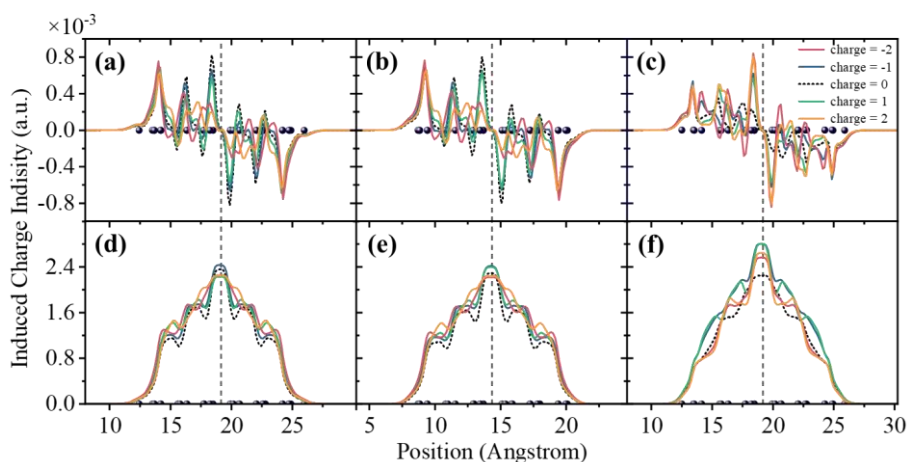 ×10⁻³
0.8
0.4
0.0
-0.4
-0.8
(a)
(b)
(c)
charge = -2
charge = -1
charge = 0
charge = 1
charge = 2
Induced Charge Indisity (a.u.)
2.4
1.6
0.8
0.0
(d)
(e)
(f)
10 15 20 25 5 10 15 20 10 15 20 25 30
Position (Angstrom)